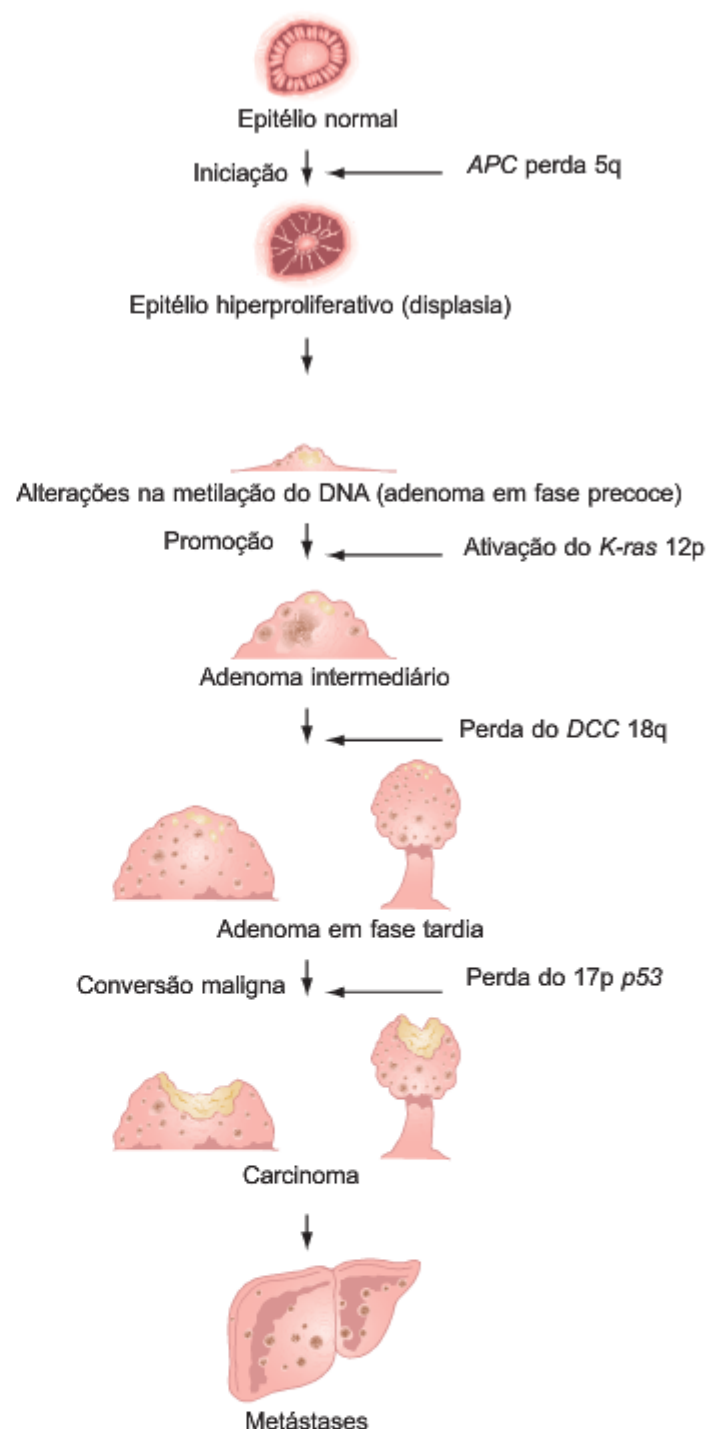 Epitélio normal
Iniciação
APC perda 5q
Epitélio hiperproliferativo (displasia)
Alterações na metilação do DNA (adenoma em fase precoce)
Promoção
Ativação do K-ras 12p
Adenoma intermediário
Perda do DCC 18q
Adenoma em fase tardia
Conversão maligna
Perda do 17p p53
Carcinoma
Metástases